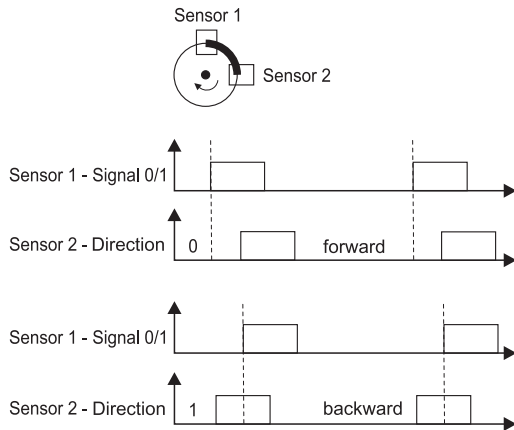 Sensor 1
Sensor 2
Sensor 1 - Signal 0/1
Sensor 2 - Direction 0 forward
Sensor 1 - Signal 0/1
Sensor 2 - Direction 1 backward